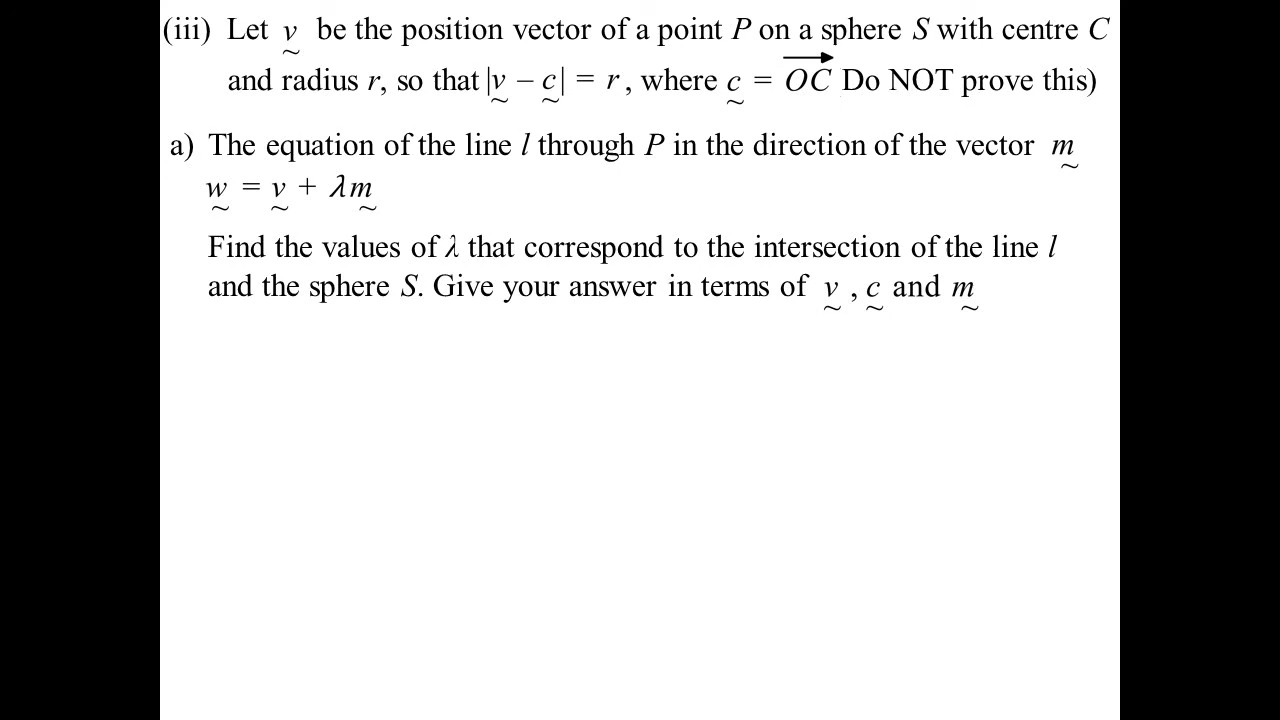 (iii) Let v be the position vector of a point P on a sphere S with centre C
~
and radius r, so that |v – c| = r, where c = OC Do NOT prove this)
~ ~ ~
a) The equation of the line l through P in the direction of the vector m
~
w = v + λm
~ ~ ~
Find the values of λ that correspond to the intersection of the line l
and the sphere S. Give your answer in terms of v , c and m
~ ~ ~